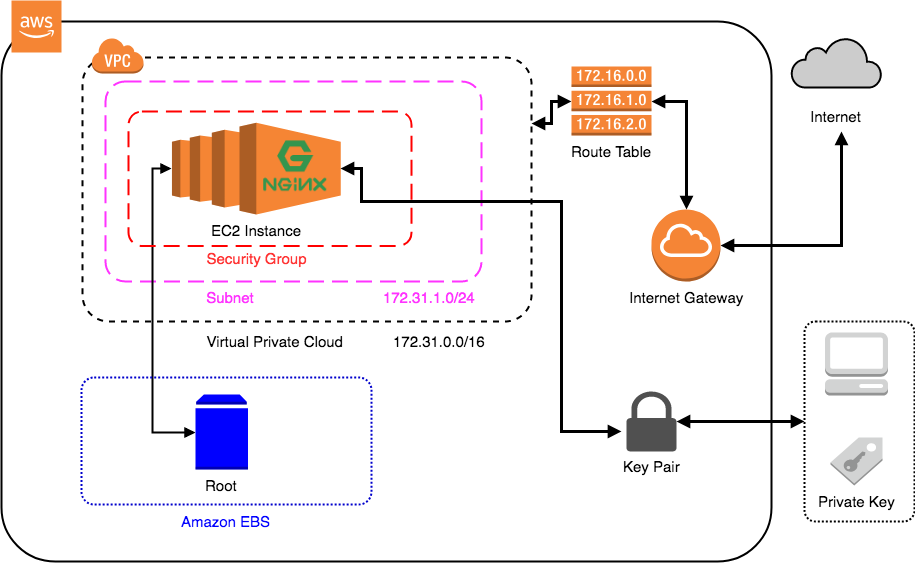 aws
VPC
172.16.0.0
172.16.1.0
172.16.2.0
Route Table
Internet
NGINX
EC2 Instance
Security Group
Subnet 172.31.1.0/24
Internet Gateway
Virtual Private Cloud 172.31.0.0/16
Root
Key Pair
Private Key
Amazon EBS